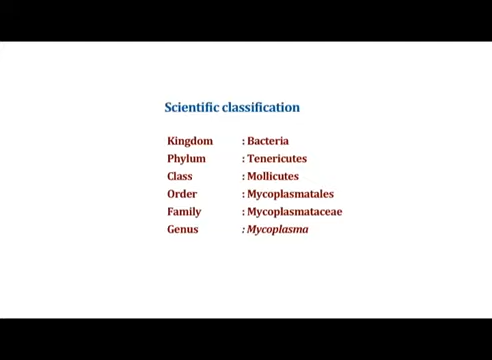 Scientific classification
Kingdom : Bacteria
Phylum : Tenericutes
Class : Mollicutes
Order : Mycoplasmatales
Family : Mycoplasmataceae
Genus : Mycoplasma